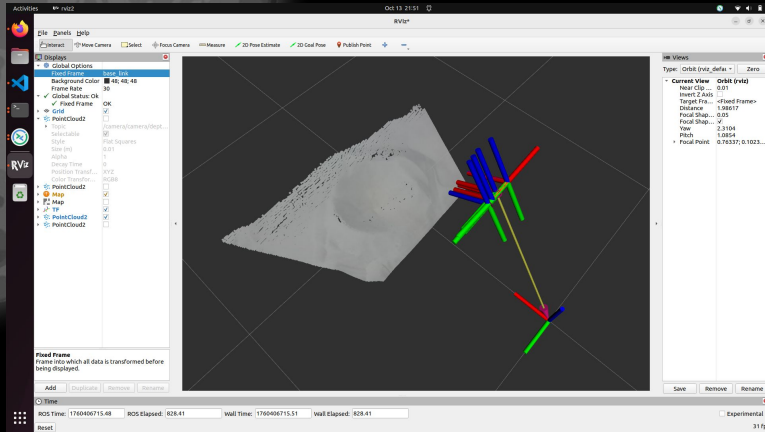 Activities
rviz2
Oct 13 21:51
RViz*
File Panels Help
Interact Move Camera Select Focus Camera Measure 2D Pose Estimate 2D Goal Pose Publish Point
Displays
Global Options
Fixed Frame base_link
Background Color 48; 48; 48
Frame Rate 30
Global Status: Ok
Fixed Frame OK
Grid
PointCloud2
Topic /camera/camera/dept...
Selectable
Style Flat Squares
Size (m) 0.01
Alpha 1
Decay Time 0
Position Transf... XYZ
Color Transfor... RGB8
PointCloud2
Map
Map
TF
PointCloud2
PointCloud2
Fixed Frame
Frame into which all data is transformed before
being displayed.
Add Duplicate Remove Rename
Views
Type: Orbit (rviz_defau Zero
Current View Orbit (rviz)
Near Clip ... 0.01
Invert Z Axis
Target Fra... <Fixed Frame>
Distance 1.98617
Focal Shap... 0.05
Focal Shap...
Yaw 2.3104
Pitch 1.0854
Focal Point 0.76337; 0.1023...
Save Remove Rename
RViz
Time
ROS Time: 1760406715.48 ROS Elapsed: 828.41 Wall Time: 1760406715.51 Wall Elapsed: 828.41 Experimental
Reset 31 fp